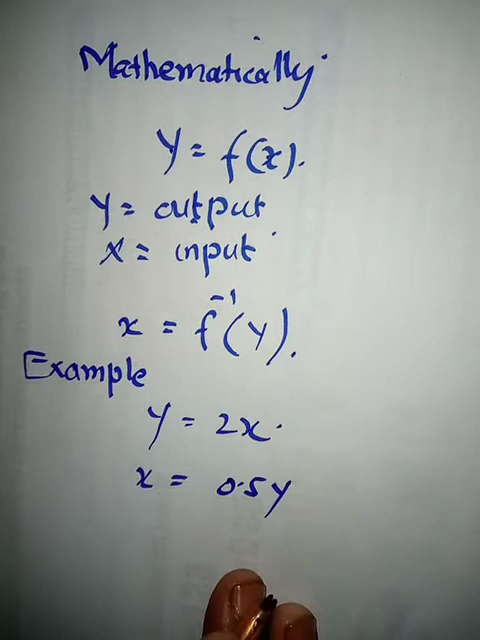 Mathematically
y = f(x).
y = output
x = input
x = f⁻¹(y).
Example
y = 2x.
x = 0.5y